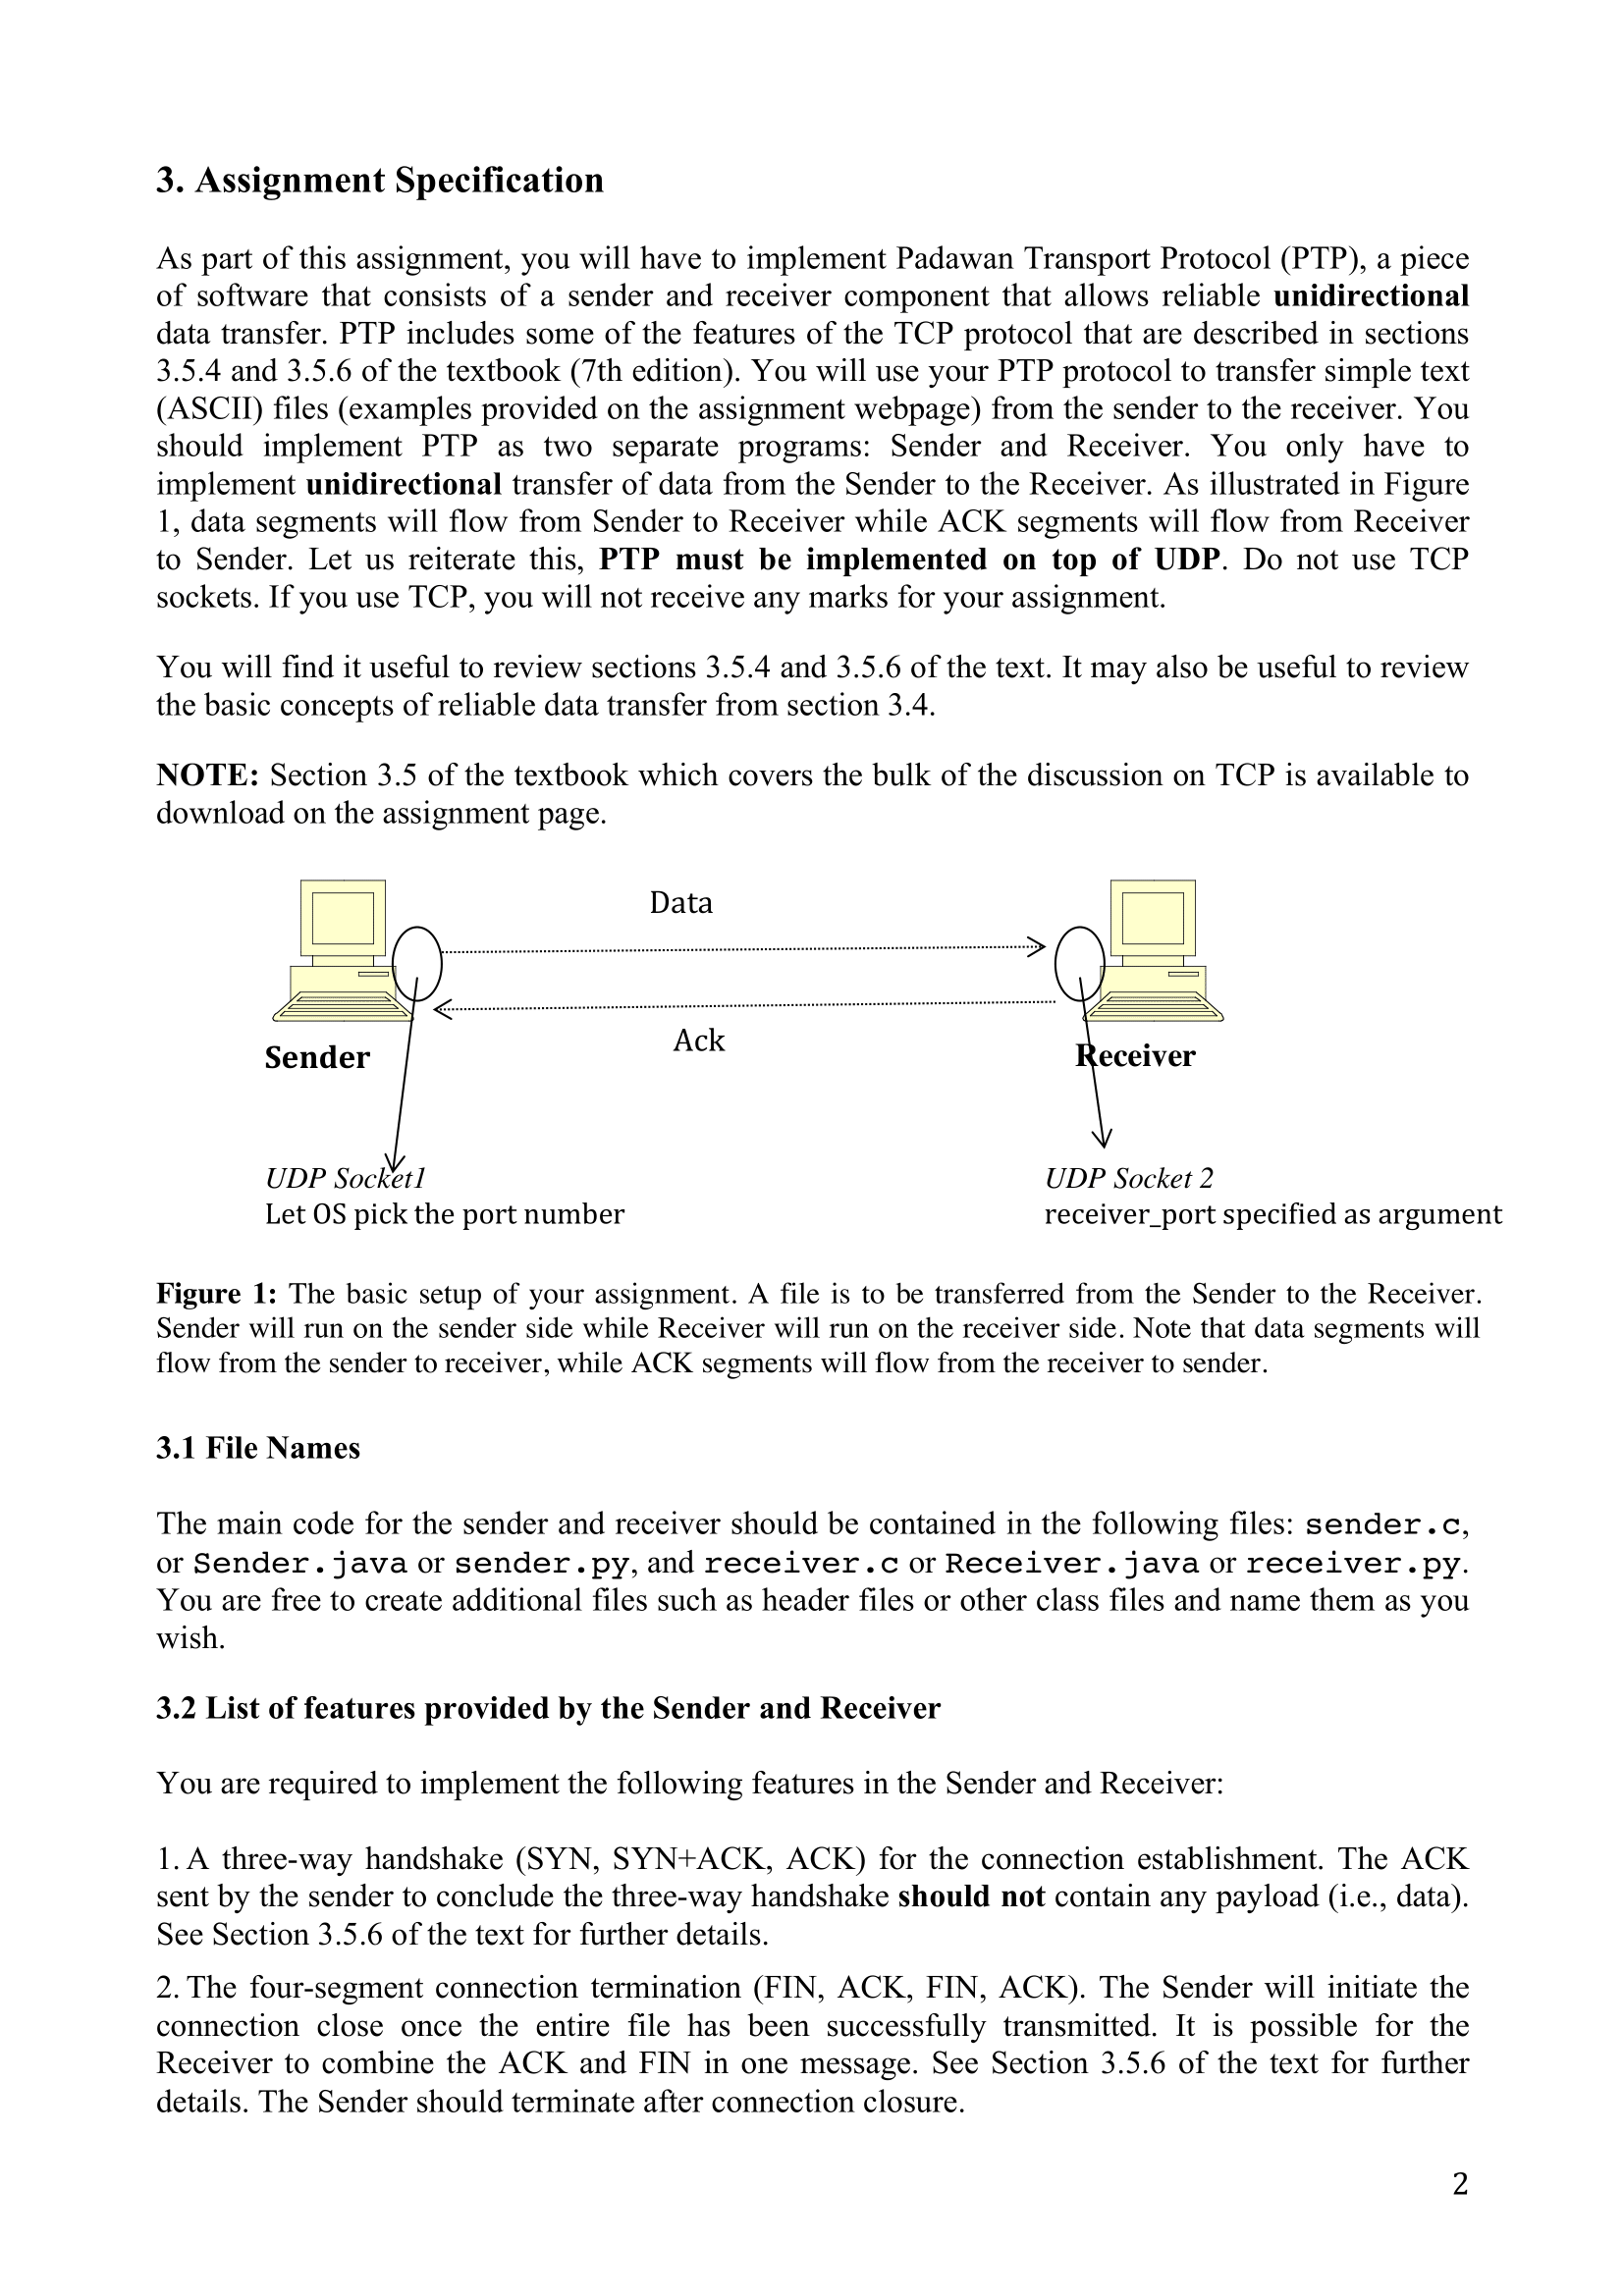 3. Assignment Specification
As part of this assignment, you will have to implement Padawan Transport Protocol (PTP), a piece
of software that consists of a sender and receiver component that allows reliable unidirectional
data transfer. PTP includes some of the features of the TCP protocol that are described in sections
3.5.4 and 3.5.6 of the textbook (7th edition). You will use your PTP protocol to transfer simple text
(ASCII) files (examples provided on the assignment webpage) from the sender to the receiver. You
should implement PTP as two separate programs: Sender and Receiver. You only have to
implement unidirectional transfer of data from the Sender to the Receiver. As illustrated in Figure
1, data segments will flow from Sender to Receiver while ACK segments will flow from Receiver
to Sender. Let us reiterate this, PTP must be implemented on top of UDP. Do not use TCP
sockets. If you use TCP, you will not receive any marks for your assignment.
You will find it useful to review sections 3.5.4 and 3.5.6 of the text. It may also be useful to review
the basic concepts of reliable data transfer from section 3.4.
NOTE: Section 3.5 of the textbook which covers the bulk of the discussion on TCP is available to
download on the assignment page.
Data
Ack
Sender
Receiver
UDP Socket1
Let OS pick the port number
UDP Socket 2
receiver_port specified as argument
Figure 1: The basic setup of your assignment. A file is to be transferred from the Sender to the Receiver.
Sender will run on the sender side while Receiver will run on the receiver side. Note that data segments will
flow from the sender to receiver, while ACK segments will flow from the receiver to sender.
3.1 File Names
The main code for the sender and receiver should be contained in the following files: sender.c,
or Sender.java or sender.py, and receiver.c or Receiver.java or receiver.py.
You are free to create additional files such as header files or other class files and name them as you
wish.
3.2 List of features provided by the Sender and Receiver
You are required to implement the following features in the Sender and Receiver:
1. A three-way handshake (SYN, SYN+ACK, ACK) for the connection establishment. The ACK
sent by the sender to conclude the three-way handshake should not contain any payload (i.e., data).
See Section 3.5.6 of the text for further details.
2. The four-segment connection termination (FIN, ACK, FIN, ACK). The Sender will initiate the
connection close once the entire file has been successfully transmitted. It is possible for the
Receiver to combine the ACK and FIN in one message. See Section 3.5.6 of the text for further
details. The Sender should terminate after connection closure.
2